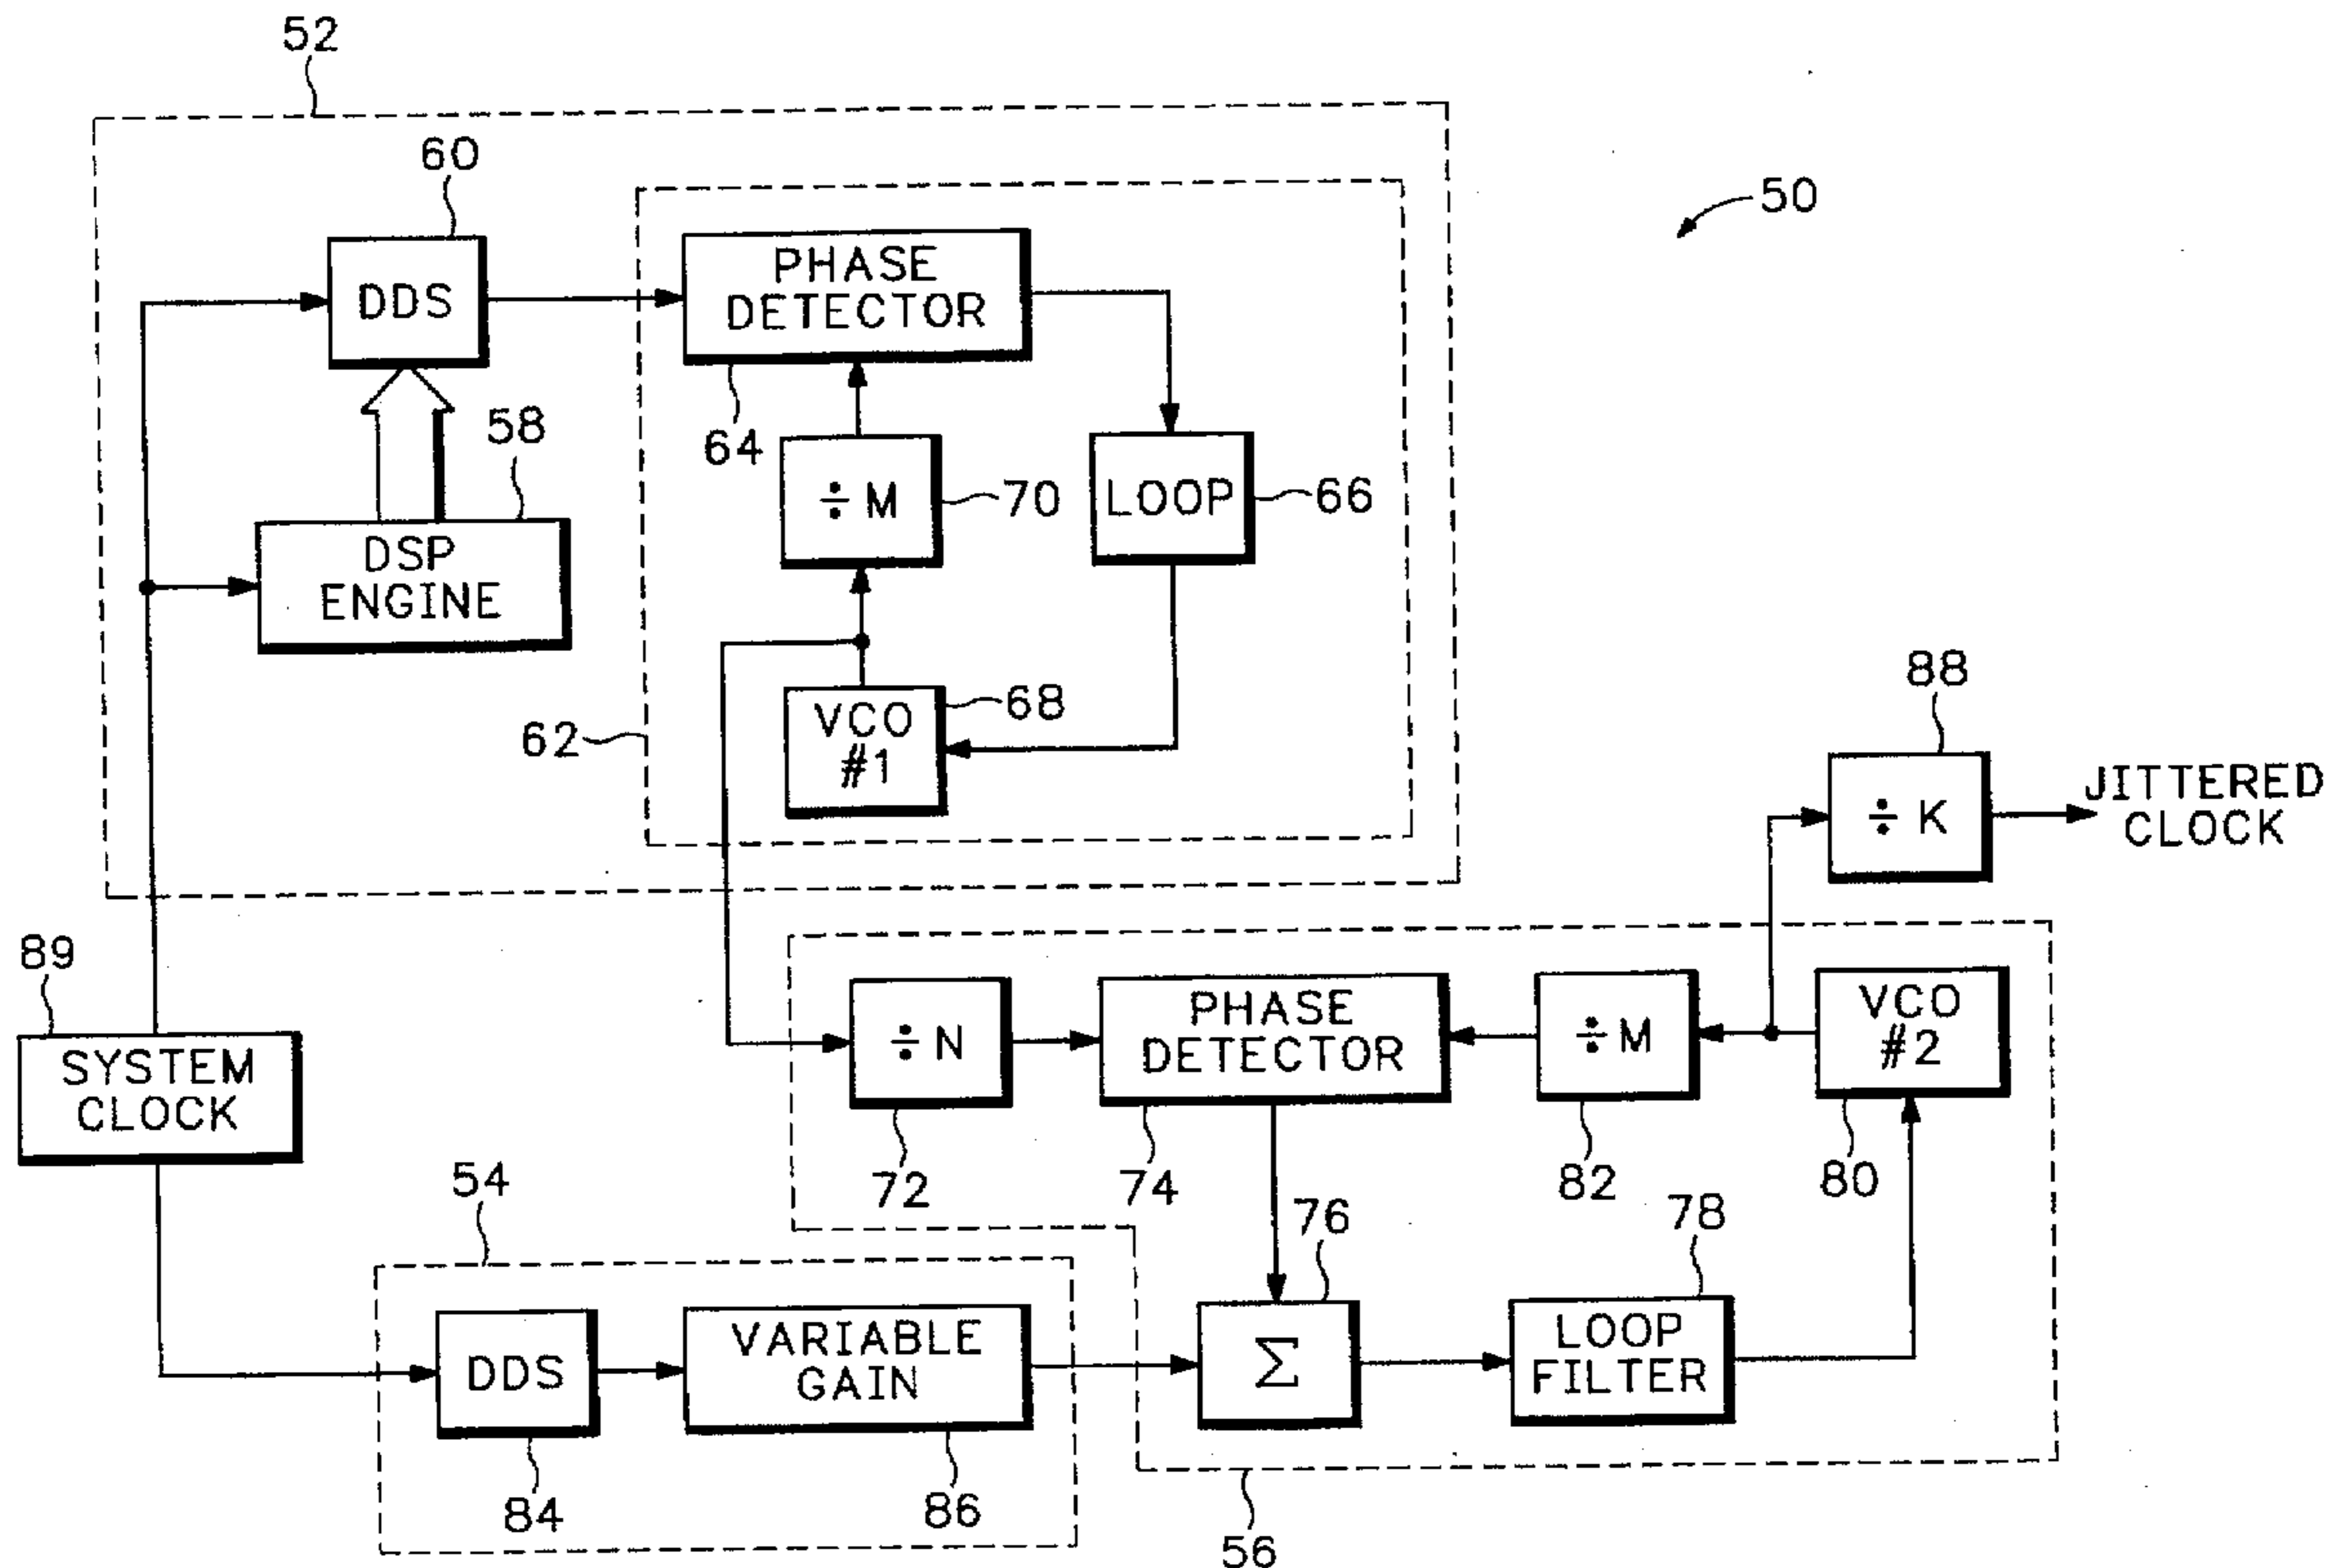 52
60
50
DDS
PHASE
DETECTOR
64
58
÷ M
70
LOOP
66
DSP
ENGINE
68
VCO
#1
62
88
÷ K
JITTERED
CLOCK
89
SYSTEM
CLOCK
÷ N
PHASE
DETECTOR
÷ M
VCO
#2
72
74
82
80
54
76
78
DDS
VARIABLE
GAIN
Σ
LOOP
FILTER
84
86
56